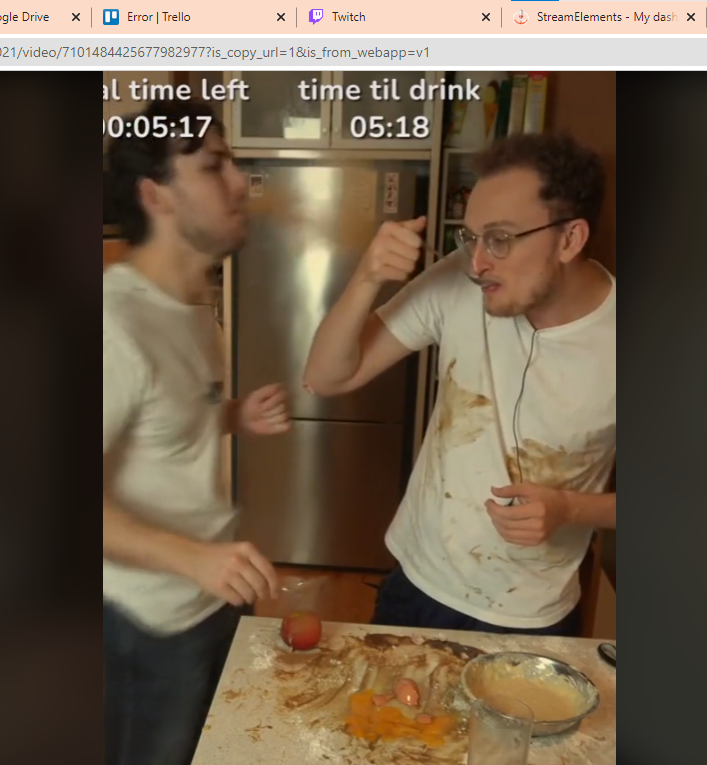 gle Drive
Error | Trello
Twitch
StreamElements - My dash
021/video/7101484425677982977?is_copy_url=1&is_from_webapp=v1
al time left
time til drink
0:05:17
05:18